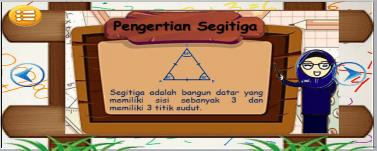 Pengertian Segitiga
Segitiga adalah bangun datar yang
memiliki sisi sebanyak 3 dan
memiliki 3 titik sudut.